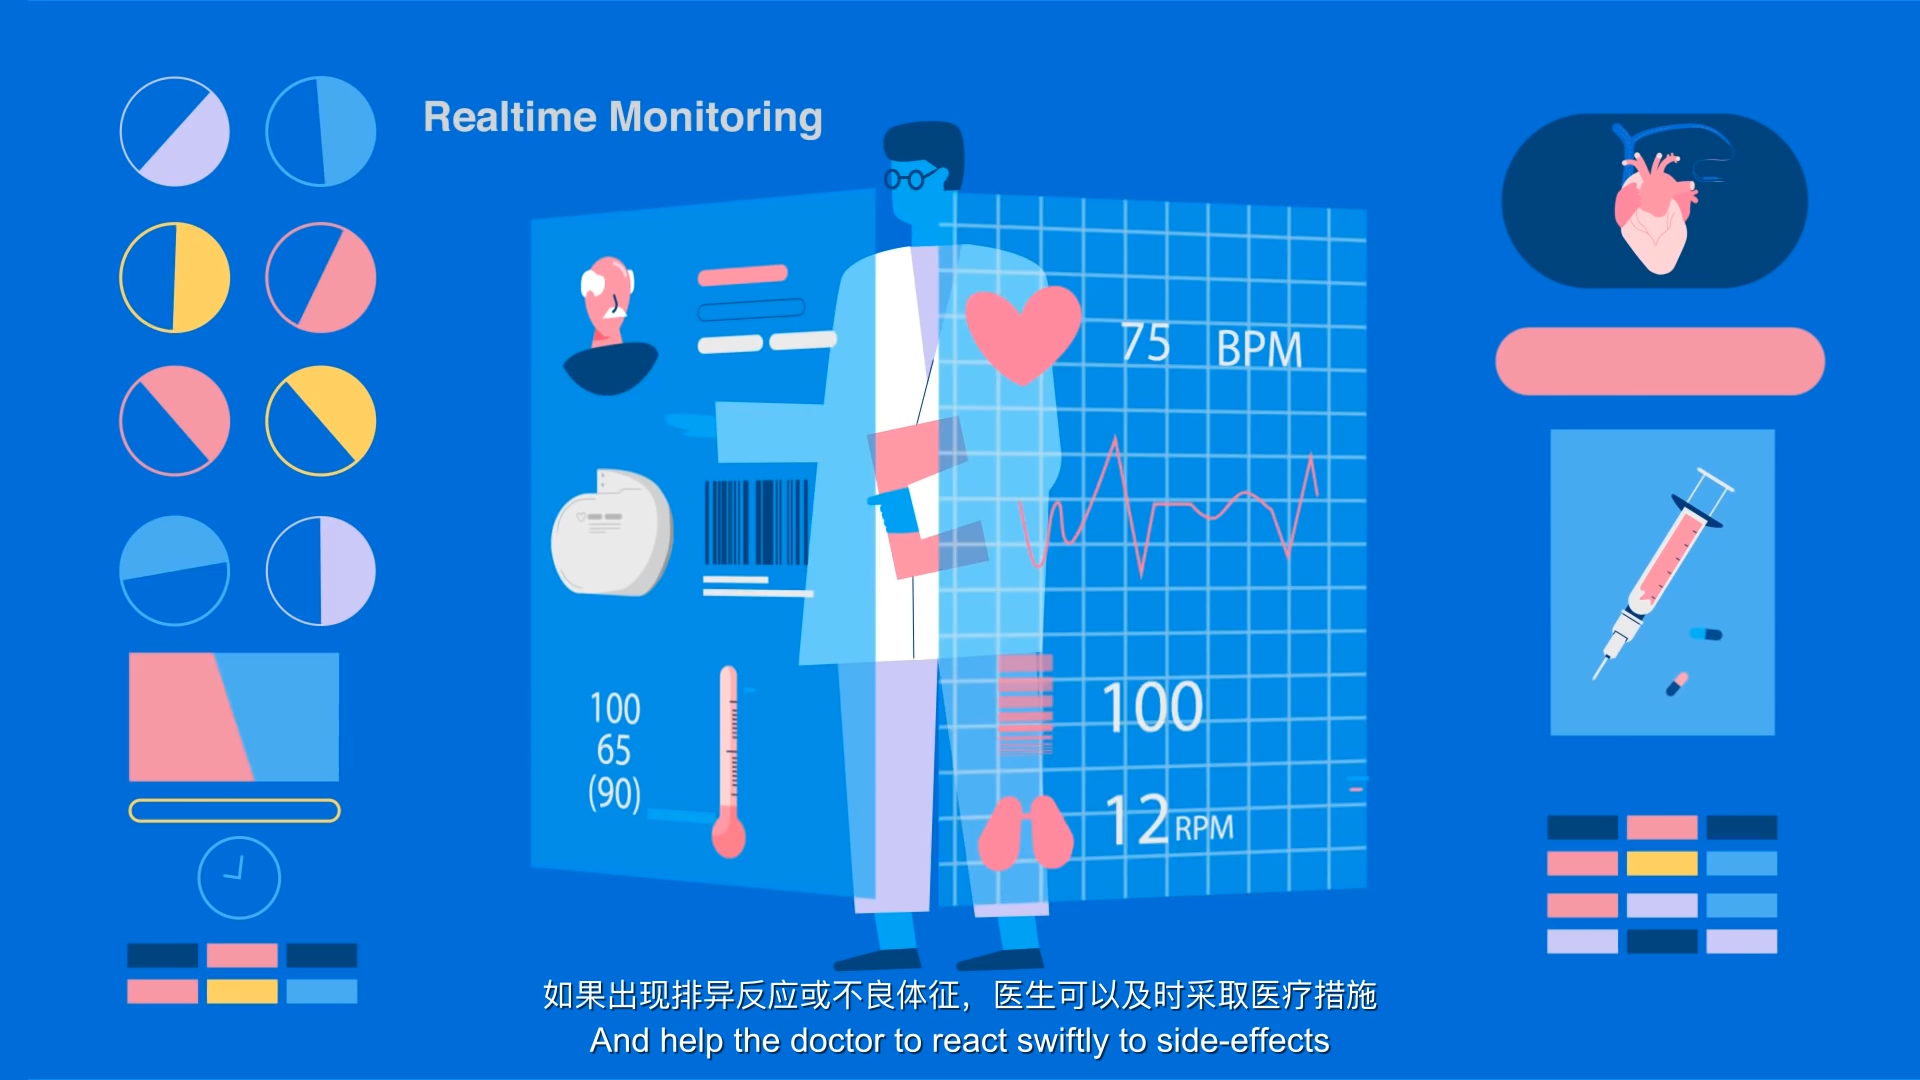 Realtime Monitoring
75 BPM
100
65
(90)
100
12 RPM
如果出现排异反应或不良体征，医生可以及时采取医疗措施
And help the doctor to react swiftly to side-effects